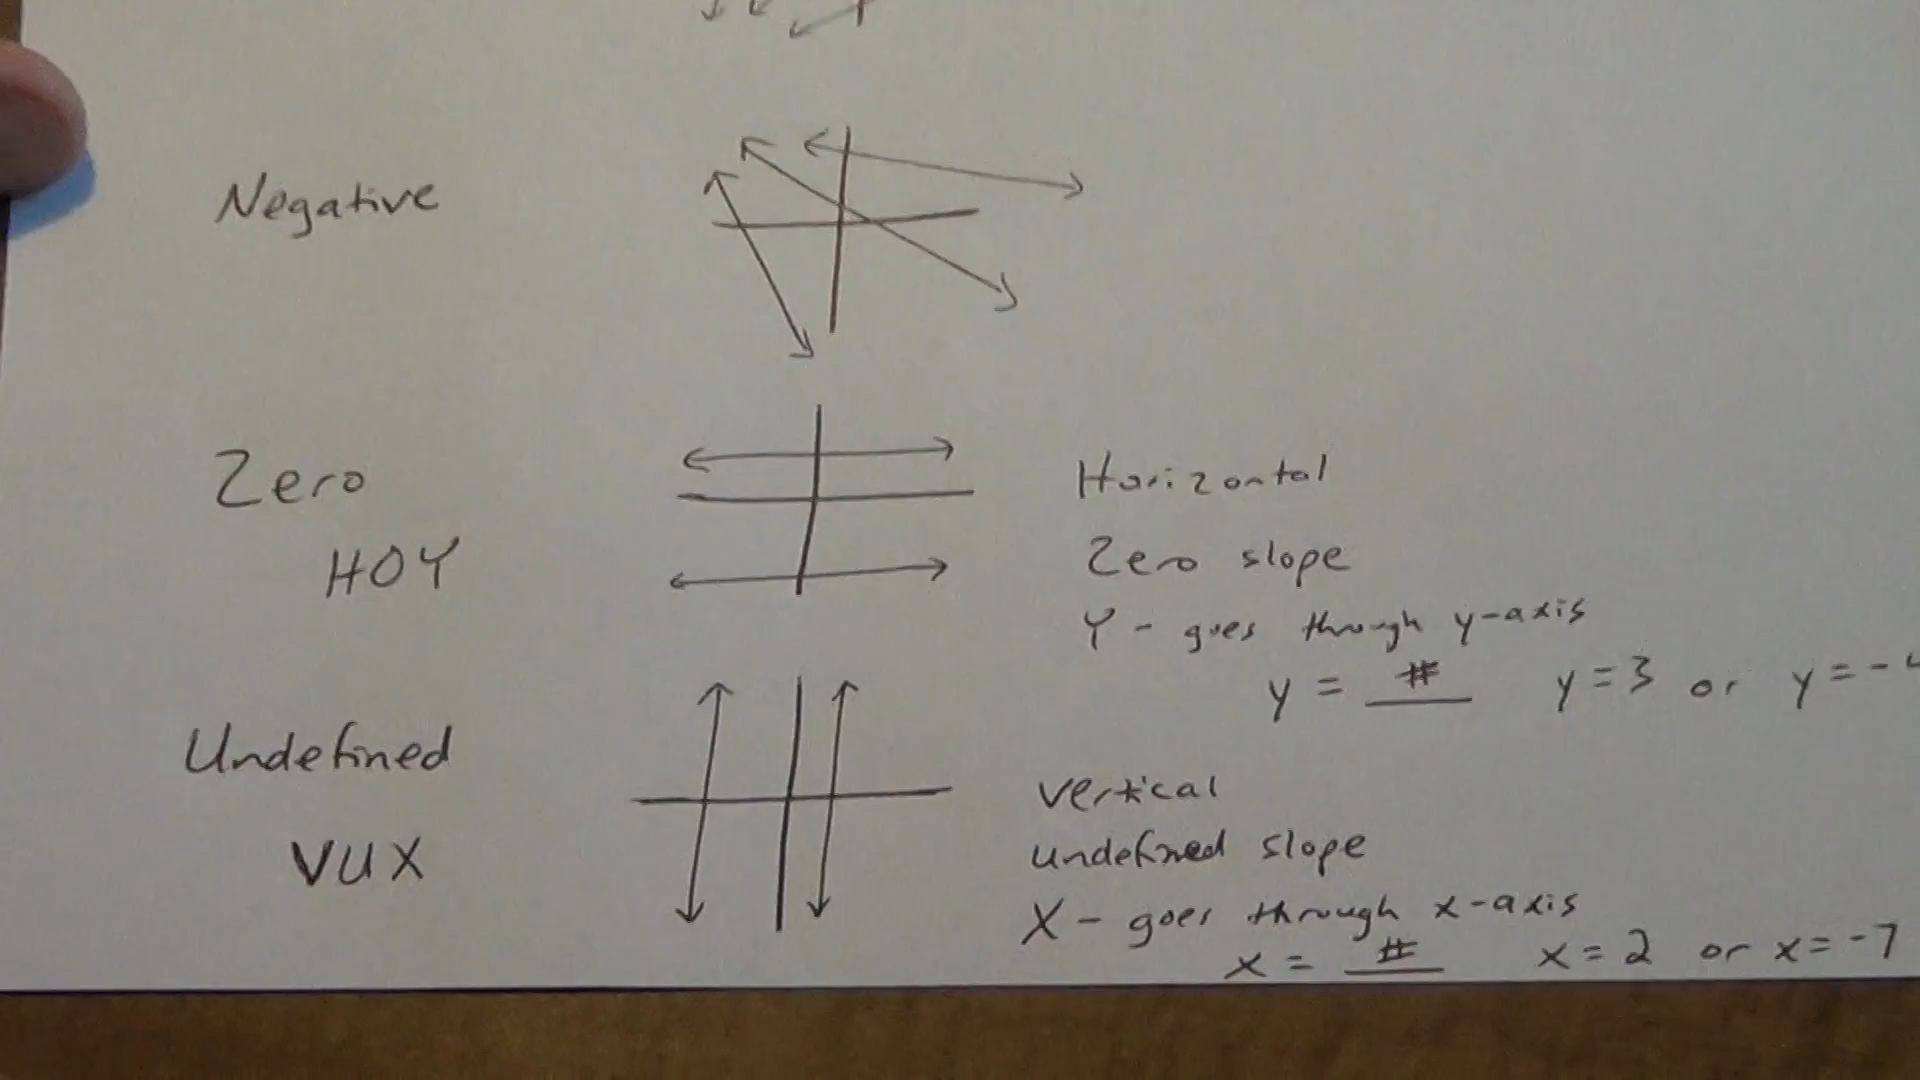 Negative
Zero
HOY
Horizontal
Zero slope
Y - goes through y-axis
y = # y = 3 or y = -
Undefined
VUX
Vertical
undefined slope
X - goes through x-axis
x = # x = 2 or x = -7